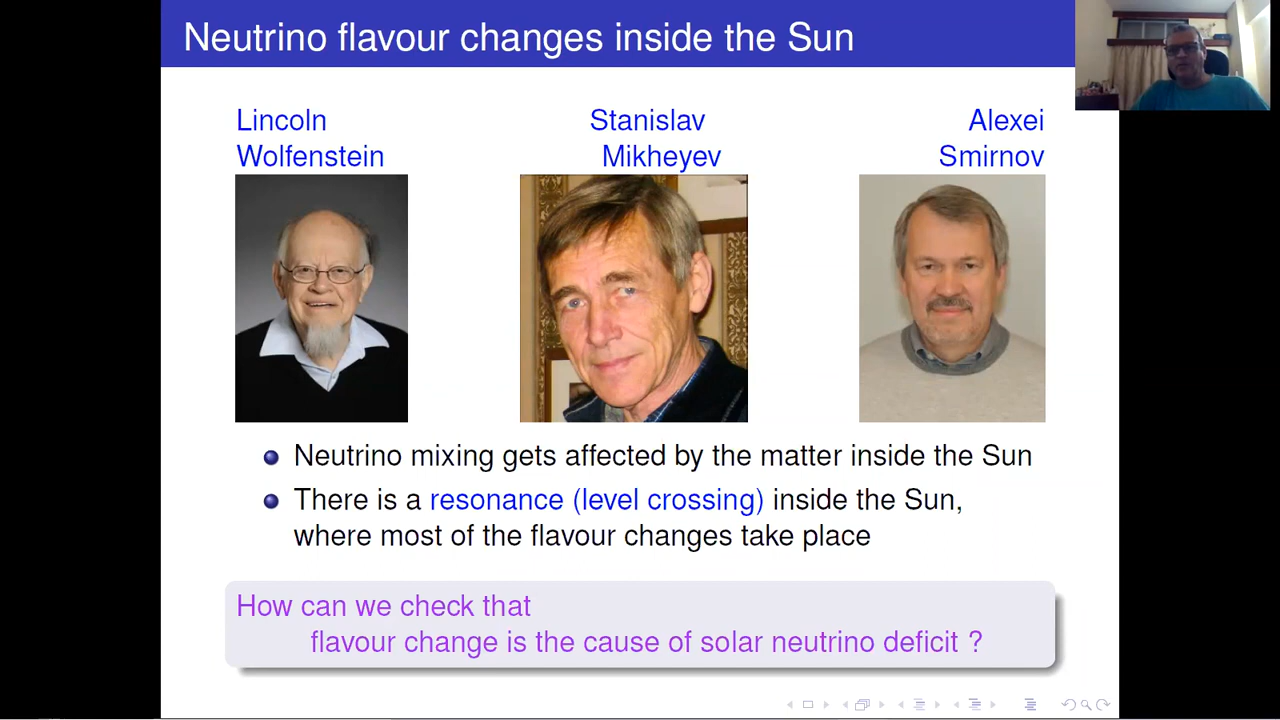 Neutrino flavour changes inside the Sun
Lincoln
Wolfenstein
Stanislav
Mikheyev
Alexei
Smirnov
Neutrino mixing gets affected by the matter inside the Sun
There is a resonance (level crossing) inside the Sun,
where most of the flavour changes take place
How can we check that
flavour change is the cause of solar neutrino deficit ?